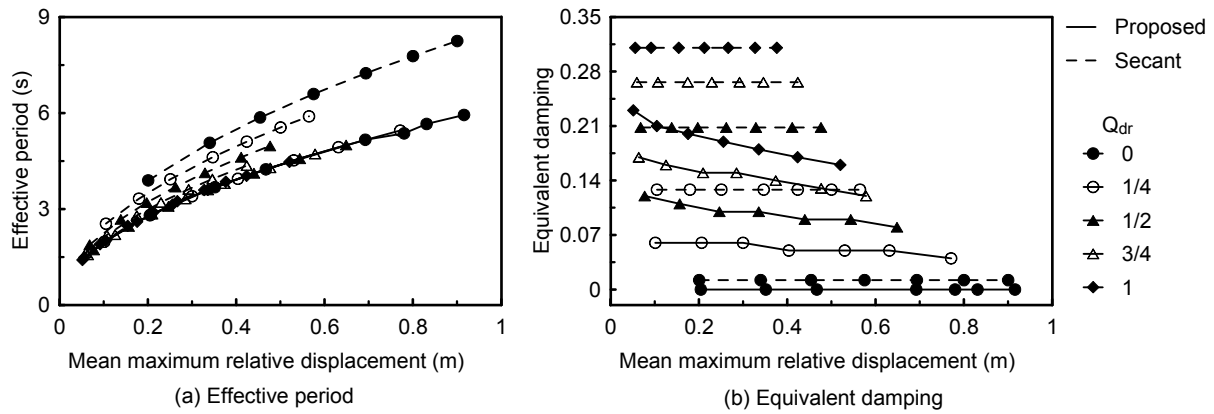 9
6
3
0
Effective period (s)
0 0.2 0.4 0.6 0.8 1
Mean maximum relative displacement (m)
(a) Effective period
0.35
0.28
0.21
0.14
0.07
0
Equivalent damping
0 0.2 0.4 0.6 0.8 1
Mean maximum relative displacement (m)
(b) Equivalent damping
Proposed
Secant
Qdr
0
1/4
1/2
3/4
1